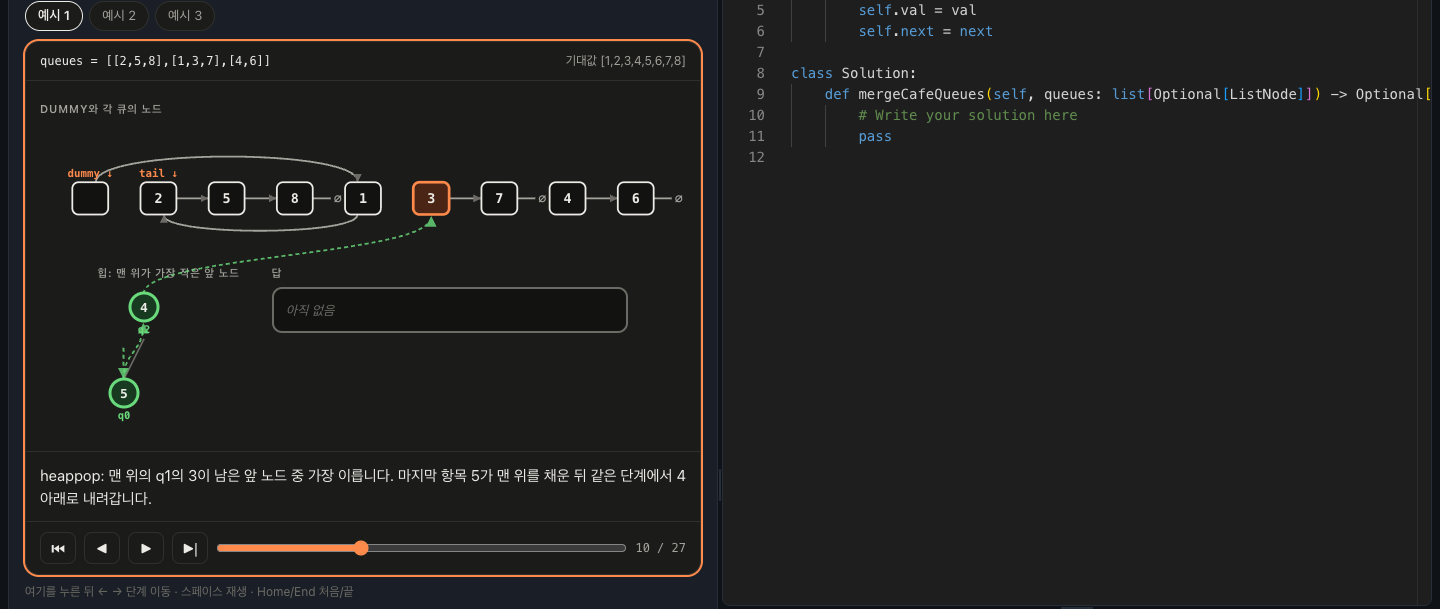 예시 1 예시 2 예시 3
queues = [[2,5,8],[1,3,7],[4,6]] 기대값 [1,2,3,4,5,6,7,8]
DUMMY와 각 큐의 노드
dummy ↓ tail ↓
2 5 8 ∅ 1 3 7 ∅ 4 6 ∅
힙: 맨 위가 가장 작은 앞 노드 답
4 아직 없음
q2
5
q0
heappop: 맨 위의 q1의 3이 남은 앞 노드 중 가장 이릅니다. 마지막 항목 5가 맨 위를 채운 뒤 같은 단계에서 4
아래로 내려갑니다.
10 / 27
여기를 누른 뒤 ← → 단계 이동 · 스페이스 재생 · Home/End 처음/끝
5 self.val = val
6 self.next = next
7
8 class Solution:
9 def mergeCafeQueues(self, queues: list[Optional[ListNode]]) -> Optional[
10 # Write your solution here
11 pass
12